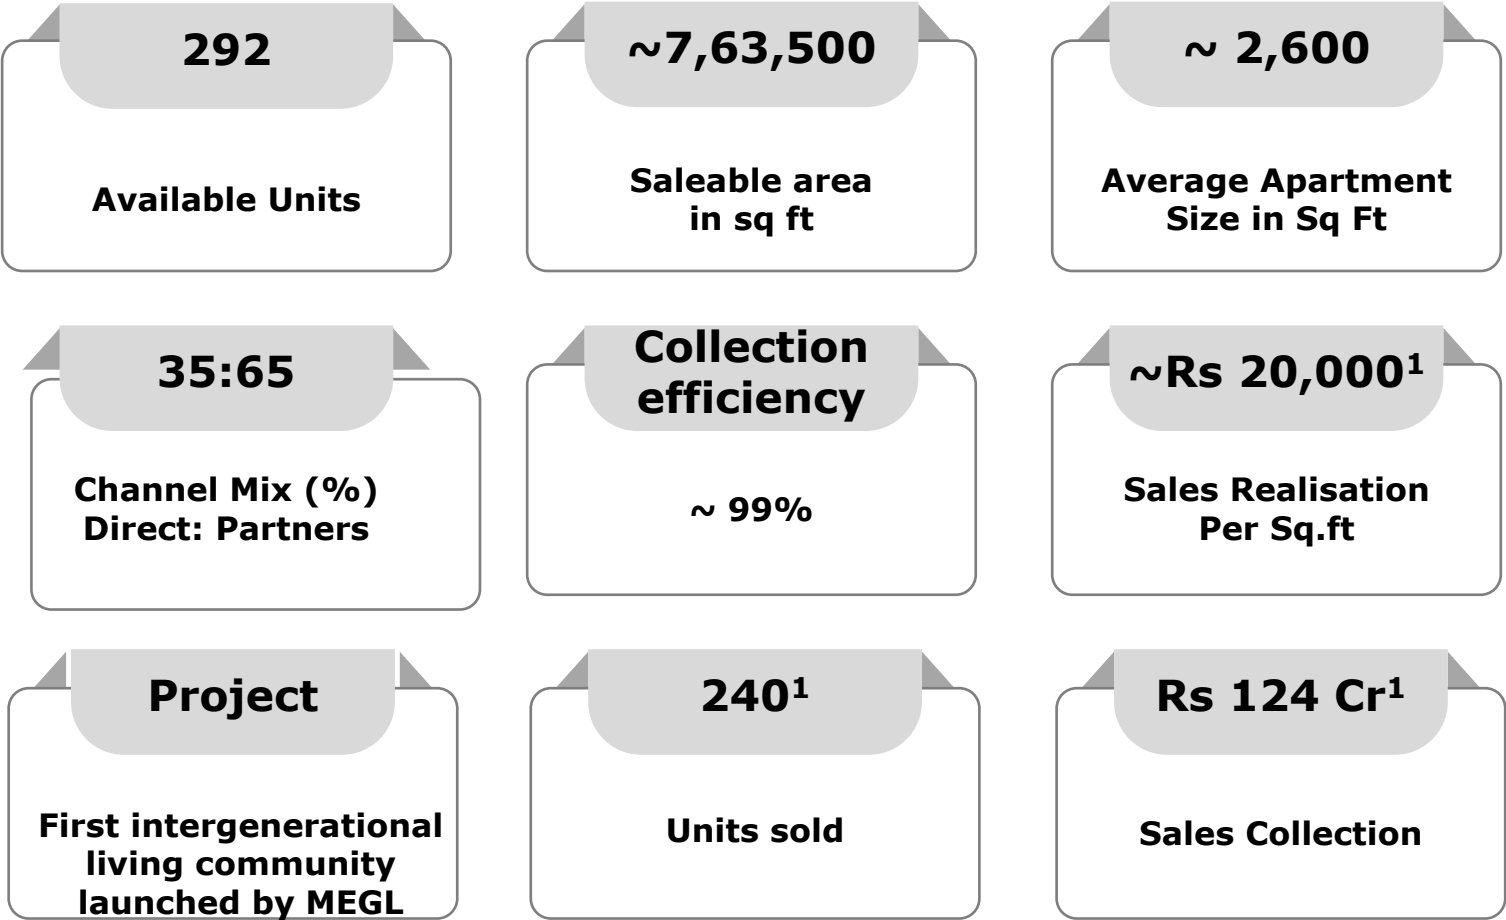 292
Available Units
~7,63,500
Saleable area
in sq ft
~ 2,600
Average Apartment
Size in Sq Ft
35:65
Channel Mix (%)
Direct: Partners
Collection
efficiency
~ 99%
~Rs 20,000¹
Sales Realisation
Per Sq.ft
Project
First intergenerational
living community
launched by MEGL
240¹
Units sold
Rs 124 Cr¹
Sales Collection